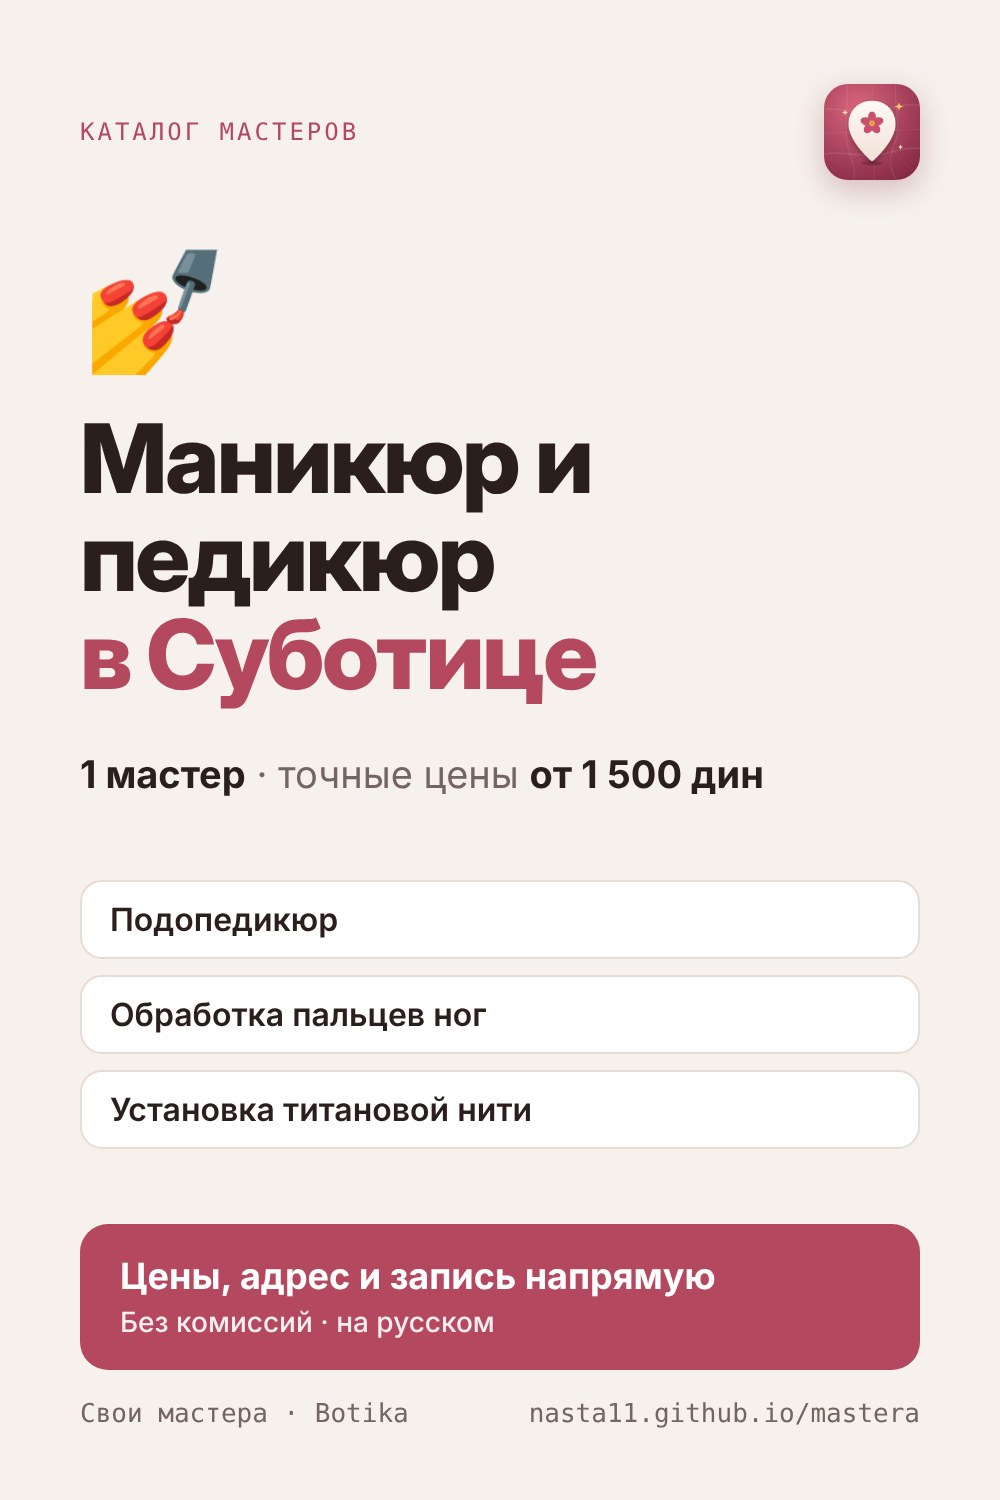 КАТАЛОГ МАСТЕРОВ
Маникюр и
педикюр
в Суботице
1 мастер · точные цены от 1 500 дин
Подопедикюр
Обработка пальцев ног
Установка титановой нити
Цены, адрес и запись напрямую
Без комиссий · на русском
Свои мастера · Botika
nasta11.github.io/mastera